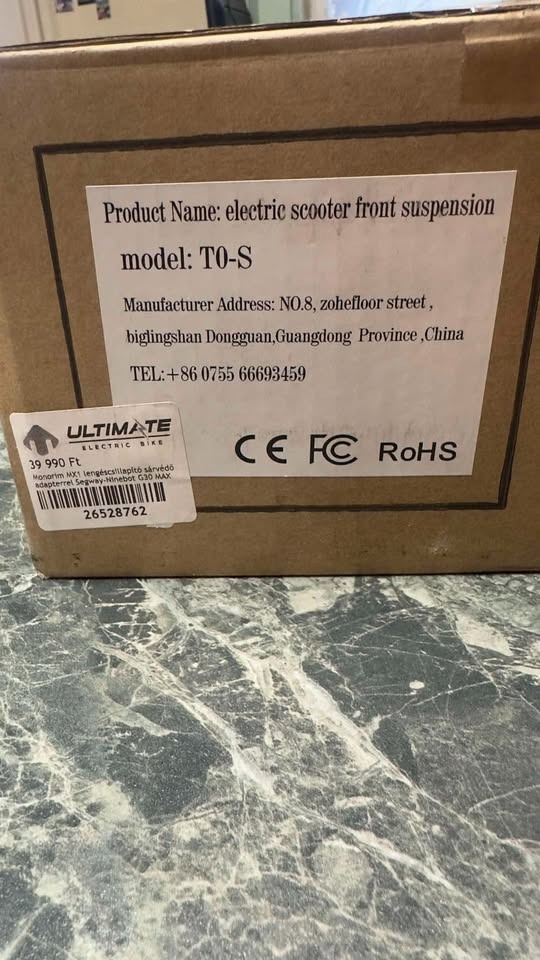 Product Name: electric scooter front suspension
model: T0-S
Manufacturer Address: NO.8, zohefloor street ,
biglingshan Dongguan,Guangdong Province ,China
TEL:+86 0755 66693459
CE FC RoHS
ULTIMATE
ELECTRIC BIKE
39 990 Ft
Monorim MX1 lengéscsillapító sárvédő
adapterrel Segway-Ninebot G30 MAX
26528762